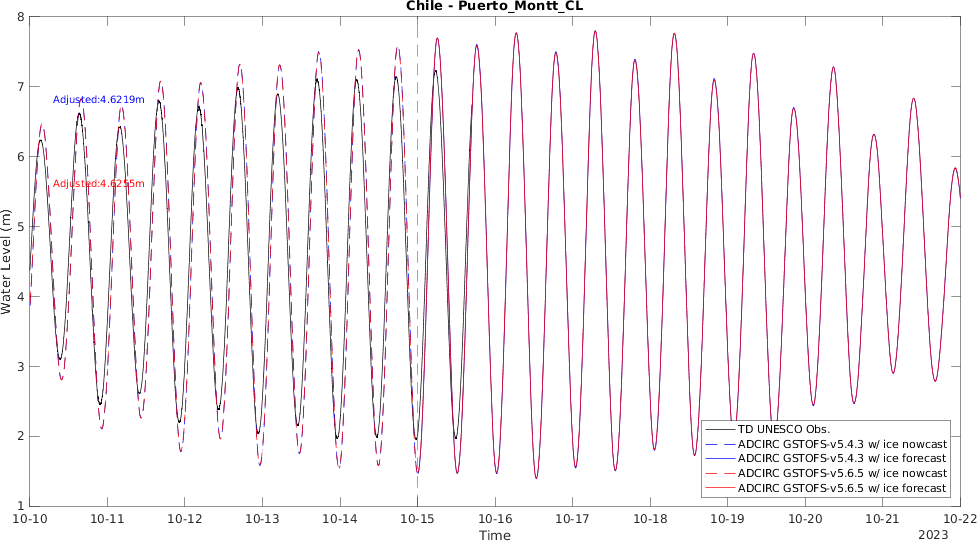 Chile - Puerto_Montt_CL
8
7
6
5
4
3
2
1
Water Level (m)
Adjusted:4.6219m
Adjusted:4.6255m
TD UNESCO Obs.
ADCIRC GSTOFS-v5.4.3 w/ ice nowcast
ADCIRC GSTOFS-v5.4.3 w/ ice forecast
ADCIRC GSTOFS-v5.6.5 w/ ice nowcast
ADCIRC GSTOFS-v5.6.5 w/ ice forecast
10-10 10-11 10-12 10-13 10-14 10-15 10-16 10-17 10-18 10-19 10-20 10-21 10-22
Time
2023